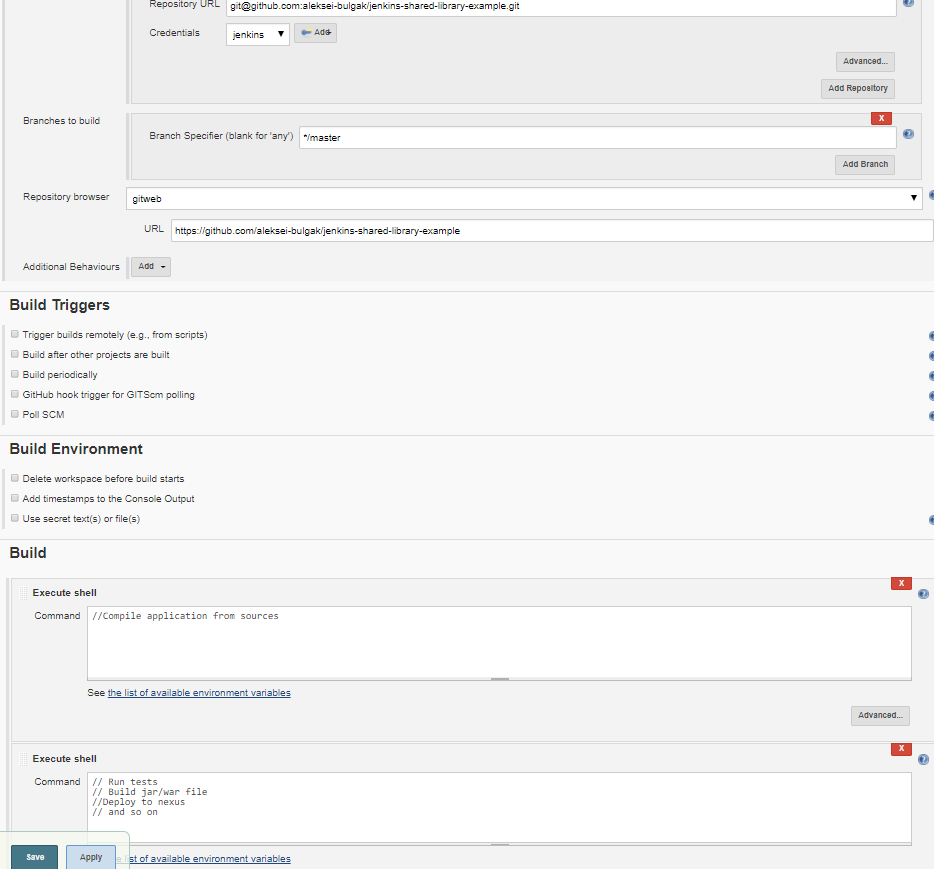 Repository URL git@github.com:aleksei-bulgak/jenkins-shared-library-example.git
Credentials jenkins Add
Advanced...
Add Repository
Branches to build
X
Branch Specifier (blank for 'any') */master
Add Branch
Repository browser gitweb
URL https://github.com/aleksei-bulgak/jenkins-shared-library-example
Additional Behaviours Add
Build Triggers
Trigger builds remotely (e.g., from scripts)
Build after other projects are built
Build periodically
GitHub hook trigger for GITScm polling
Poll SCM
Build Environment
Delete workspace before build starts
Add timestamps to the Console Output
Use secret text(s) or file(s)
Build
X
Execute shell
Command //Compile application from sources
See the list of available environment variables
Advanced...
X
Execute shell
Command // Run tests
// Build jar/war file
//Deploy to nexus
// and so on
Save Apply list of available environment variables